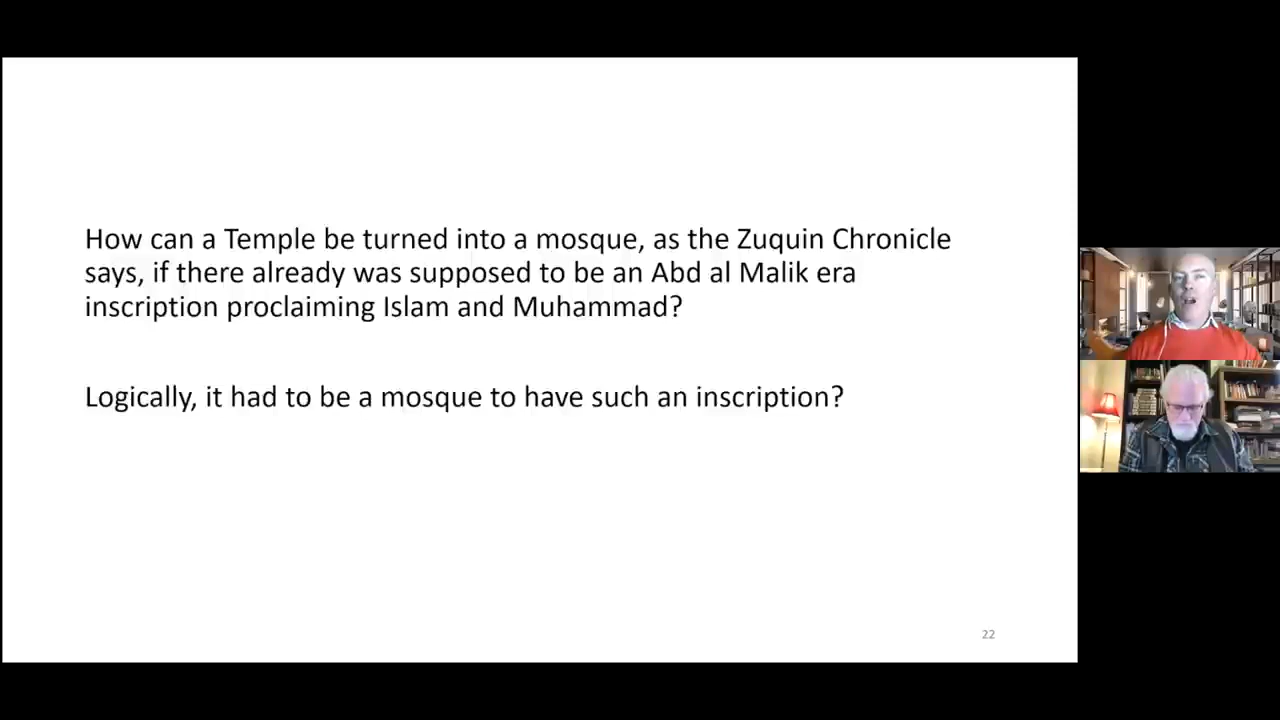 How can a Temple be turned into a mosque, as the Zuquin Chronicle
says, if there already was supposed to be an Abd al Malik era
inscription proclaiming Islam and Muhammad?
Logically, it had to be a mosque to have such an inscription?
22